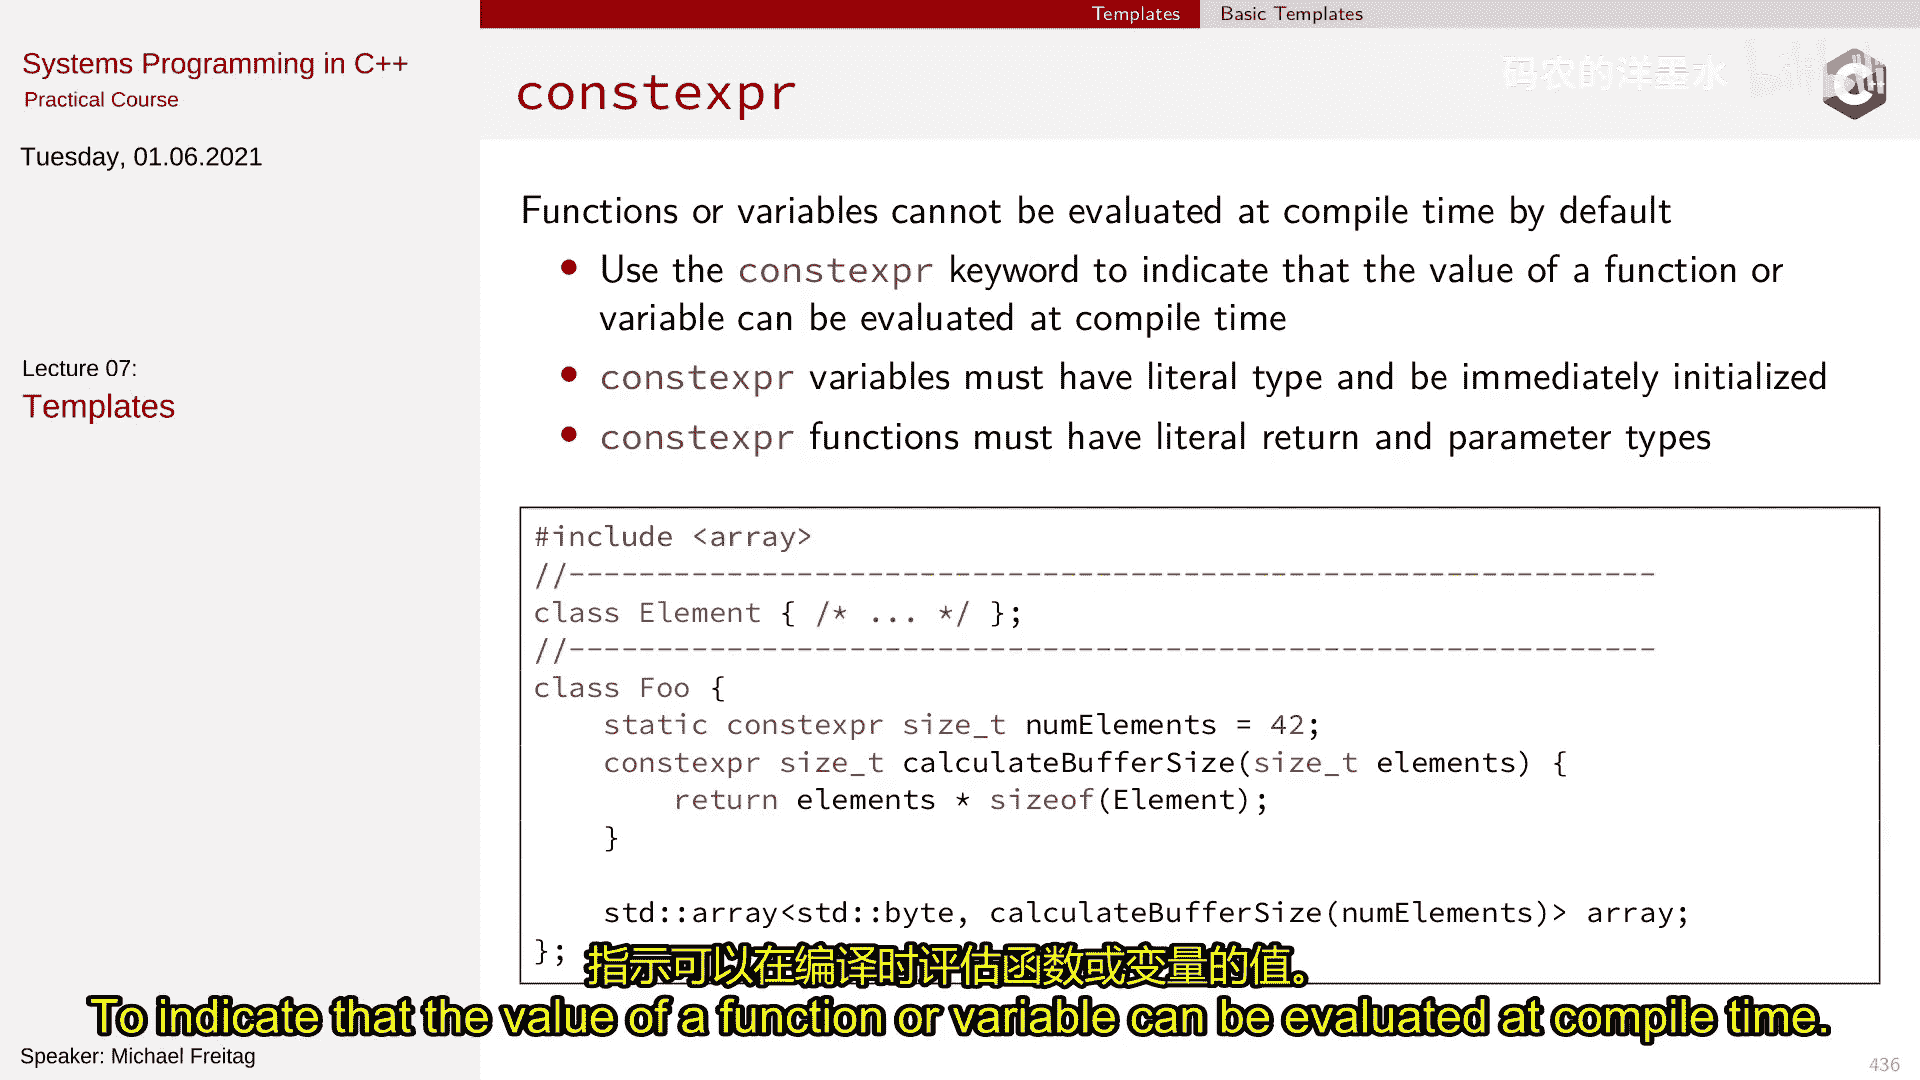 Templates
Basic Templates
Systems Programming in C++
Practical Course
Tuesday, 01.06.2021
Lecture 07:
Templates
constexpr
码农的洋墨水
Functions or variables cannot be evaluated at compile time by default
Use the constexpr keyword to indicate that the value of a function or
variable can be evaluated at compile time
constexpr variables must have literal type and be immediately initialized
constexpr functions must have literal return and parameter types
#include <array>
//--------------------------------------------------------------
class Element { /* ... */ };
//--------------------------------------------------------------
class Foo {
    static constexpr size_t numElements = 42;
    constexpr size_t calculateBufferSize(size_t elements) {
        return elements * sizeof(Element);
    }
    std::array<std::byte, calculateBufferSize(numElements)> array;
};
指示可以在编译时评估函数或变量的值。
To indicate that the value of a function or variable can be evaluated at compile time.
Speaker: Michael Freitag
436